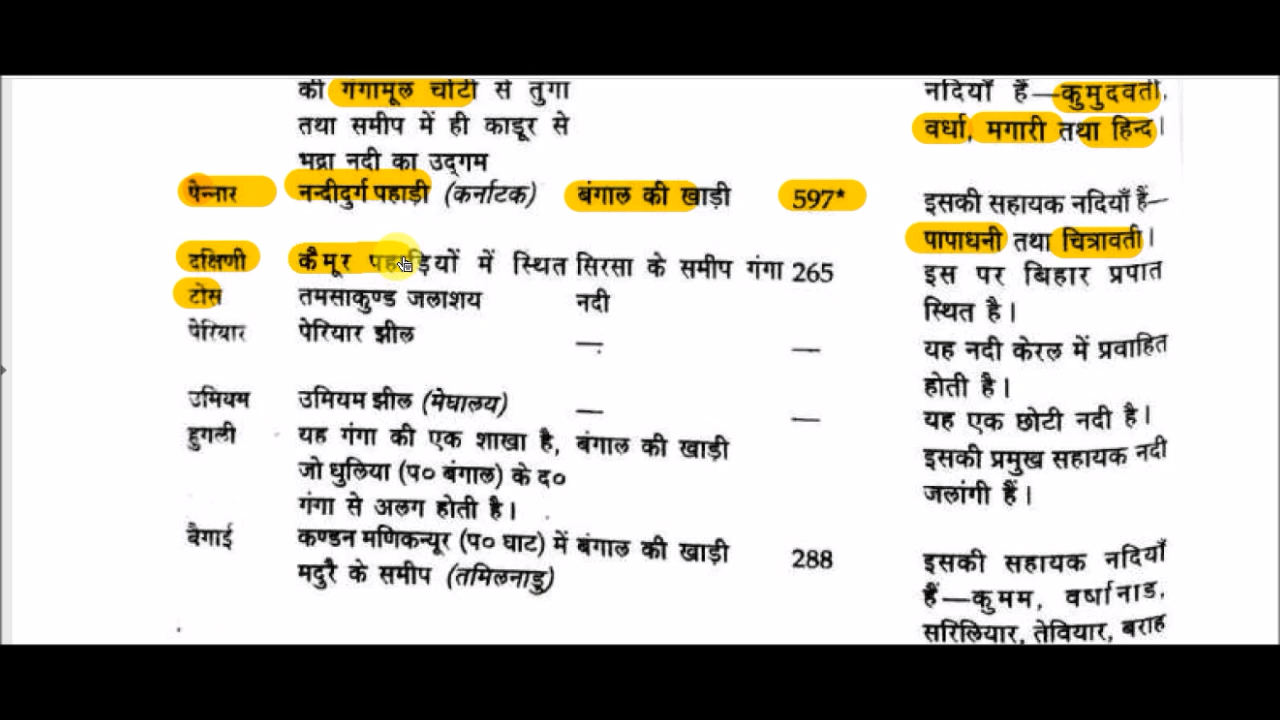 की गंगामूल चोटी से तुगा
तथा समीप में ही काडूर से
भद्रा नदी का उद्गम
नदियाँ हैं—कुमुदवती,
वर्धा, मगारी तथा हिन्द।
पेन्नार नन्दीदुर्ग पहाड़ी (कर्नाटक) बंगाल की खाड़ी 597* इसकी सहायक नदियाँ हैं—
पापाधनी तथा चित्रावती।
दक्षिणी कैमूर पहाड़ियों में स्थित सिरसा के समीप गंगा 265 इस पर बिहार प्रपात
टोंस तमसाकुण्ड जलाशय नदी स्थित है।
पेरियार पेरियार झील — — यह नदी केरल में प्रवाहित
होती है।
उमियम उमियम झील (मेघालय) — — यह एक छोटी नदी है।
हुगली यह गंगा की एक शाखा है, बंगाल की खाड़ी इसकी प्रमुख सहायक नदी
जो धुलिया (प० बंगाल) के द० जलांगी हैं।
गंगा से अलग होती है।
बैगाई कण्डन मणिकन्यूर (प० घाट) में बंगाल की खाड़ी 288 इसकी सहायक नदियाँ
मदुरै के समीप (तमिलनाडु) हैं—कुमम, वर्षानाड,
सरिलियार, तेवियार, बराह